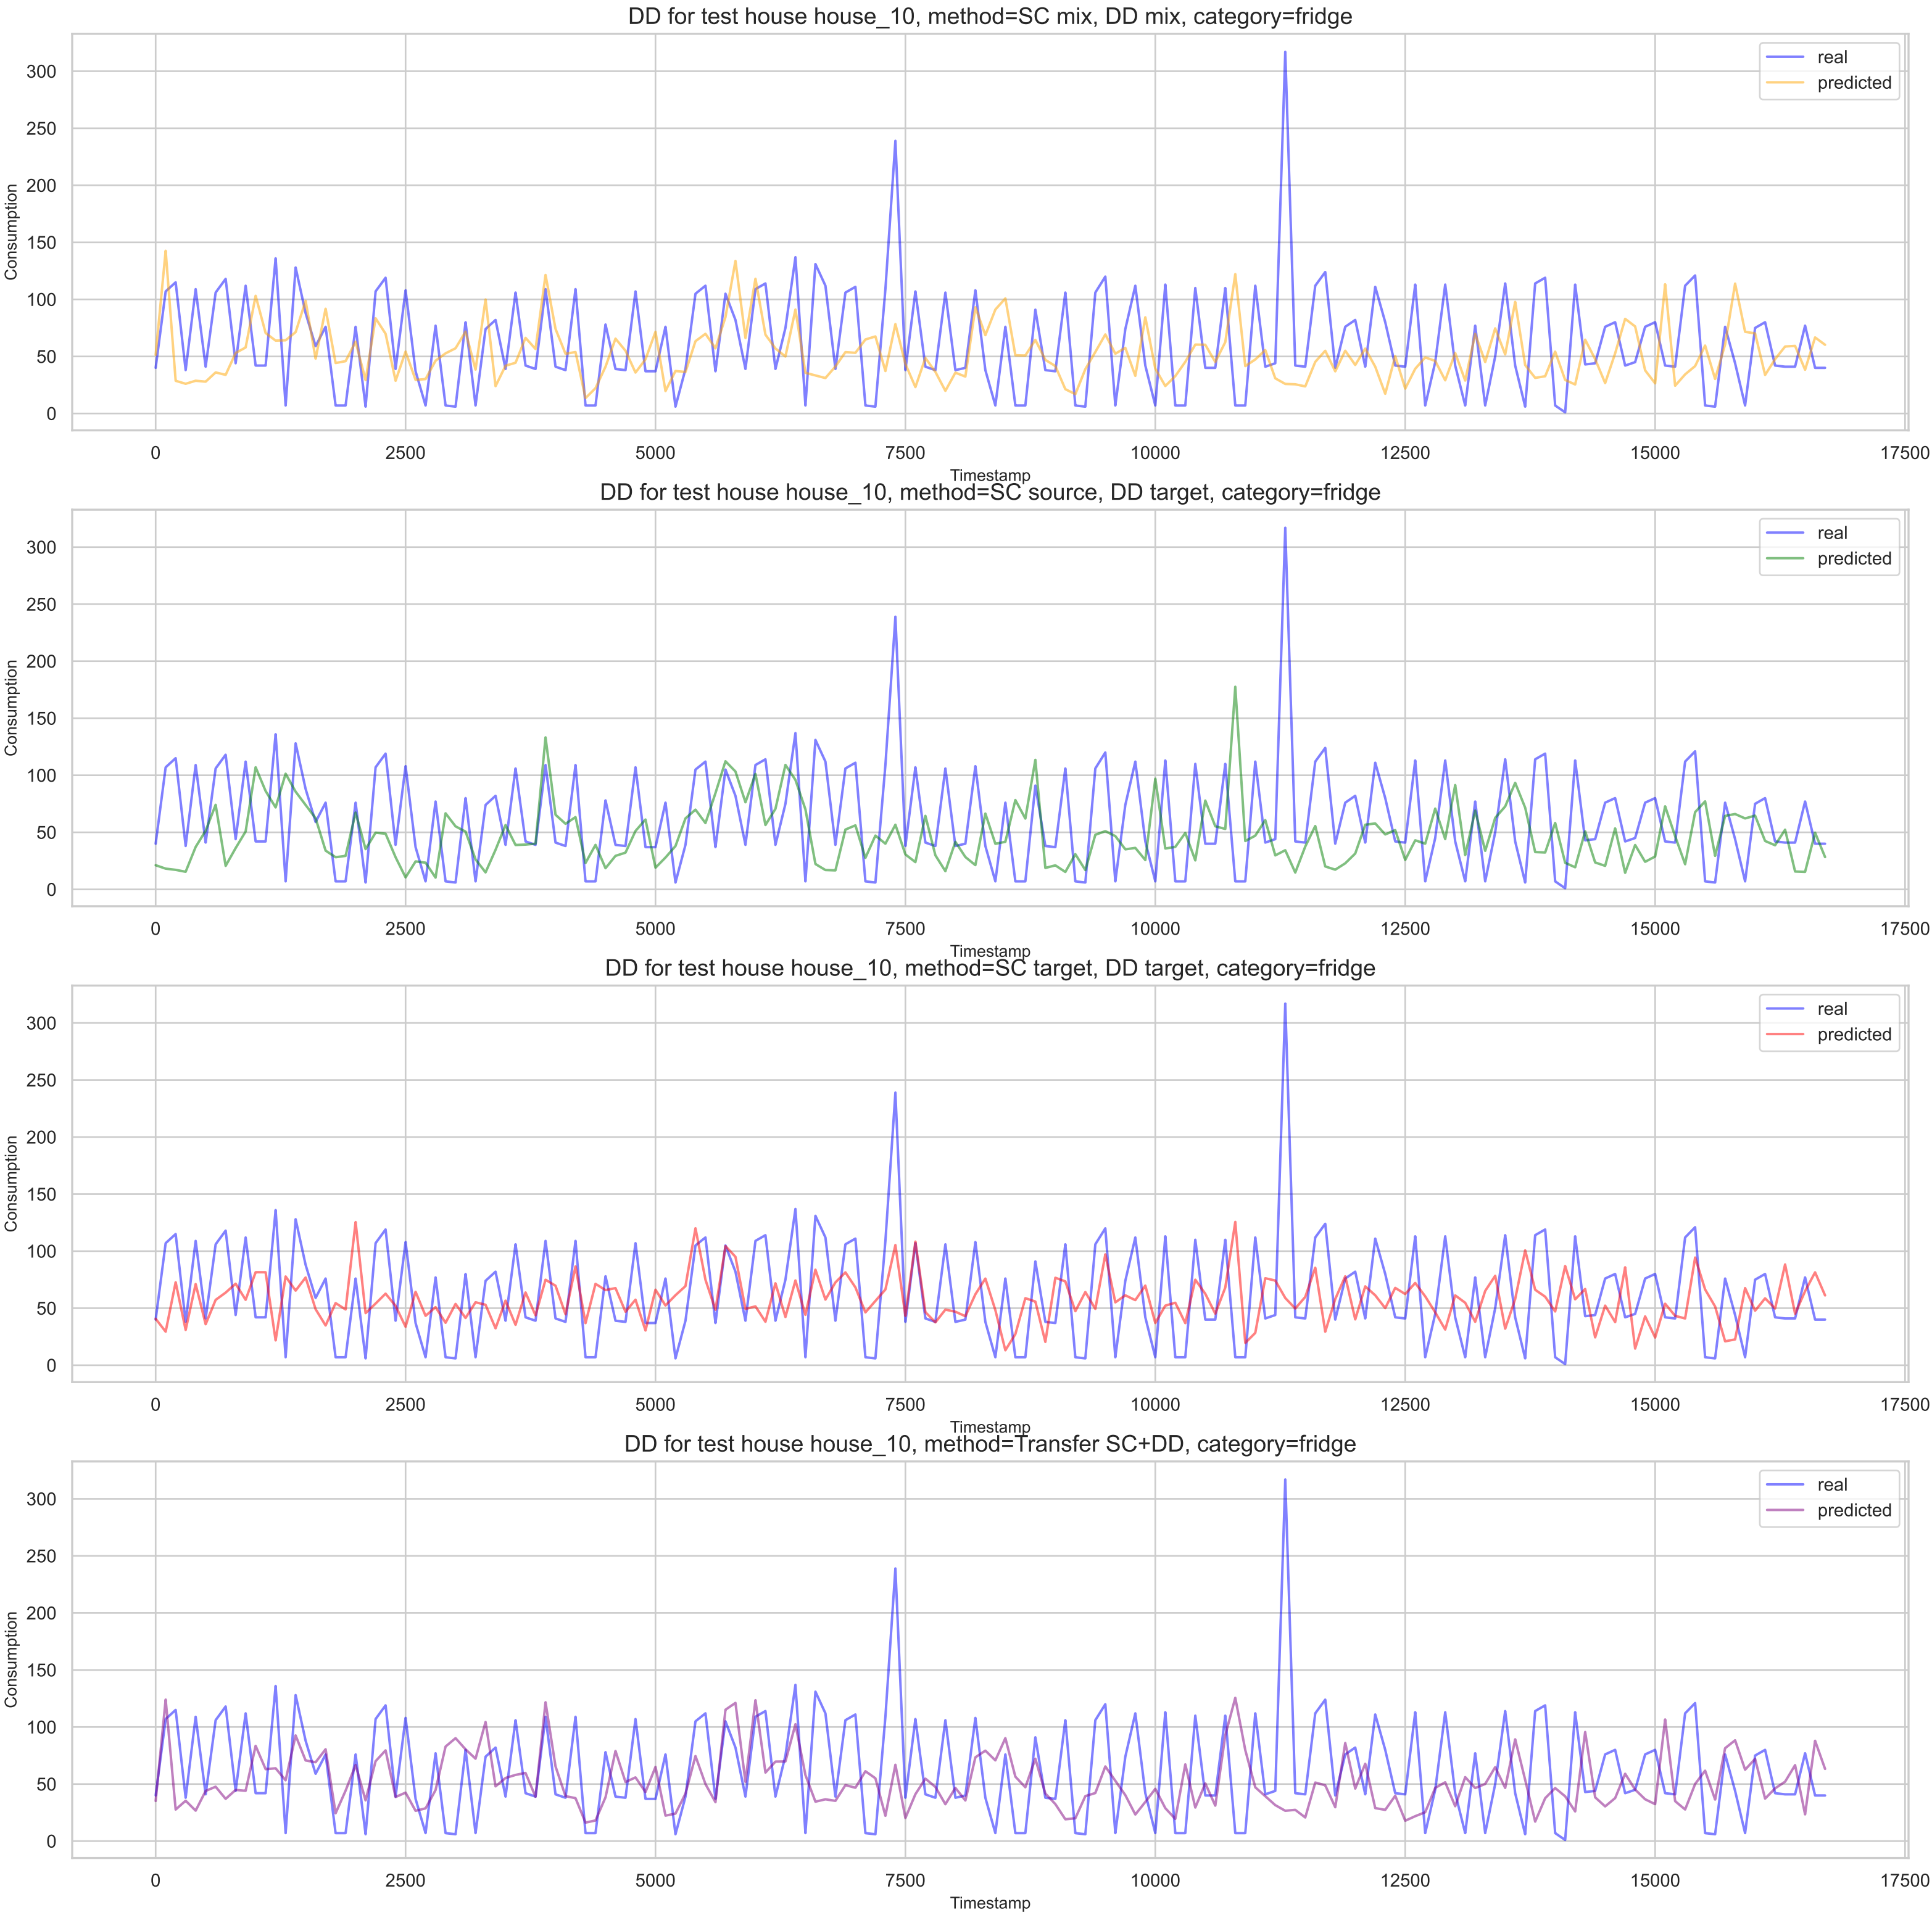 DD for test house house_10, method=SC mix, DD mix, category=fridge
real
predicted
300
250
200
150
100
50
0
Consumption
0 2500 5000 7500 10000 12500 15000 17500
Timestamp
DD for test house house_10, method=SC source, DD target, category=fridge
real
predicted
300
250
200
150
100
50
0
Consumption
0 2500 5000 7500 10000 12500 15000 17500
Timestamp
DD for test house house_10, method=SC target, DD target, category=fridge
real
predicted
300
250
200
150
100
50
0
Consumption
0 2500 5000 7500 10000 12500 15000 17500
Timestamp
DD for test house house_10, method=Transfer SC+DD, category=fridge
real
predicted
300
250
200
150
100
50
0
Consumption
0 2500 5000 7500 10000 12500 15000 17500
Timestamp